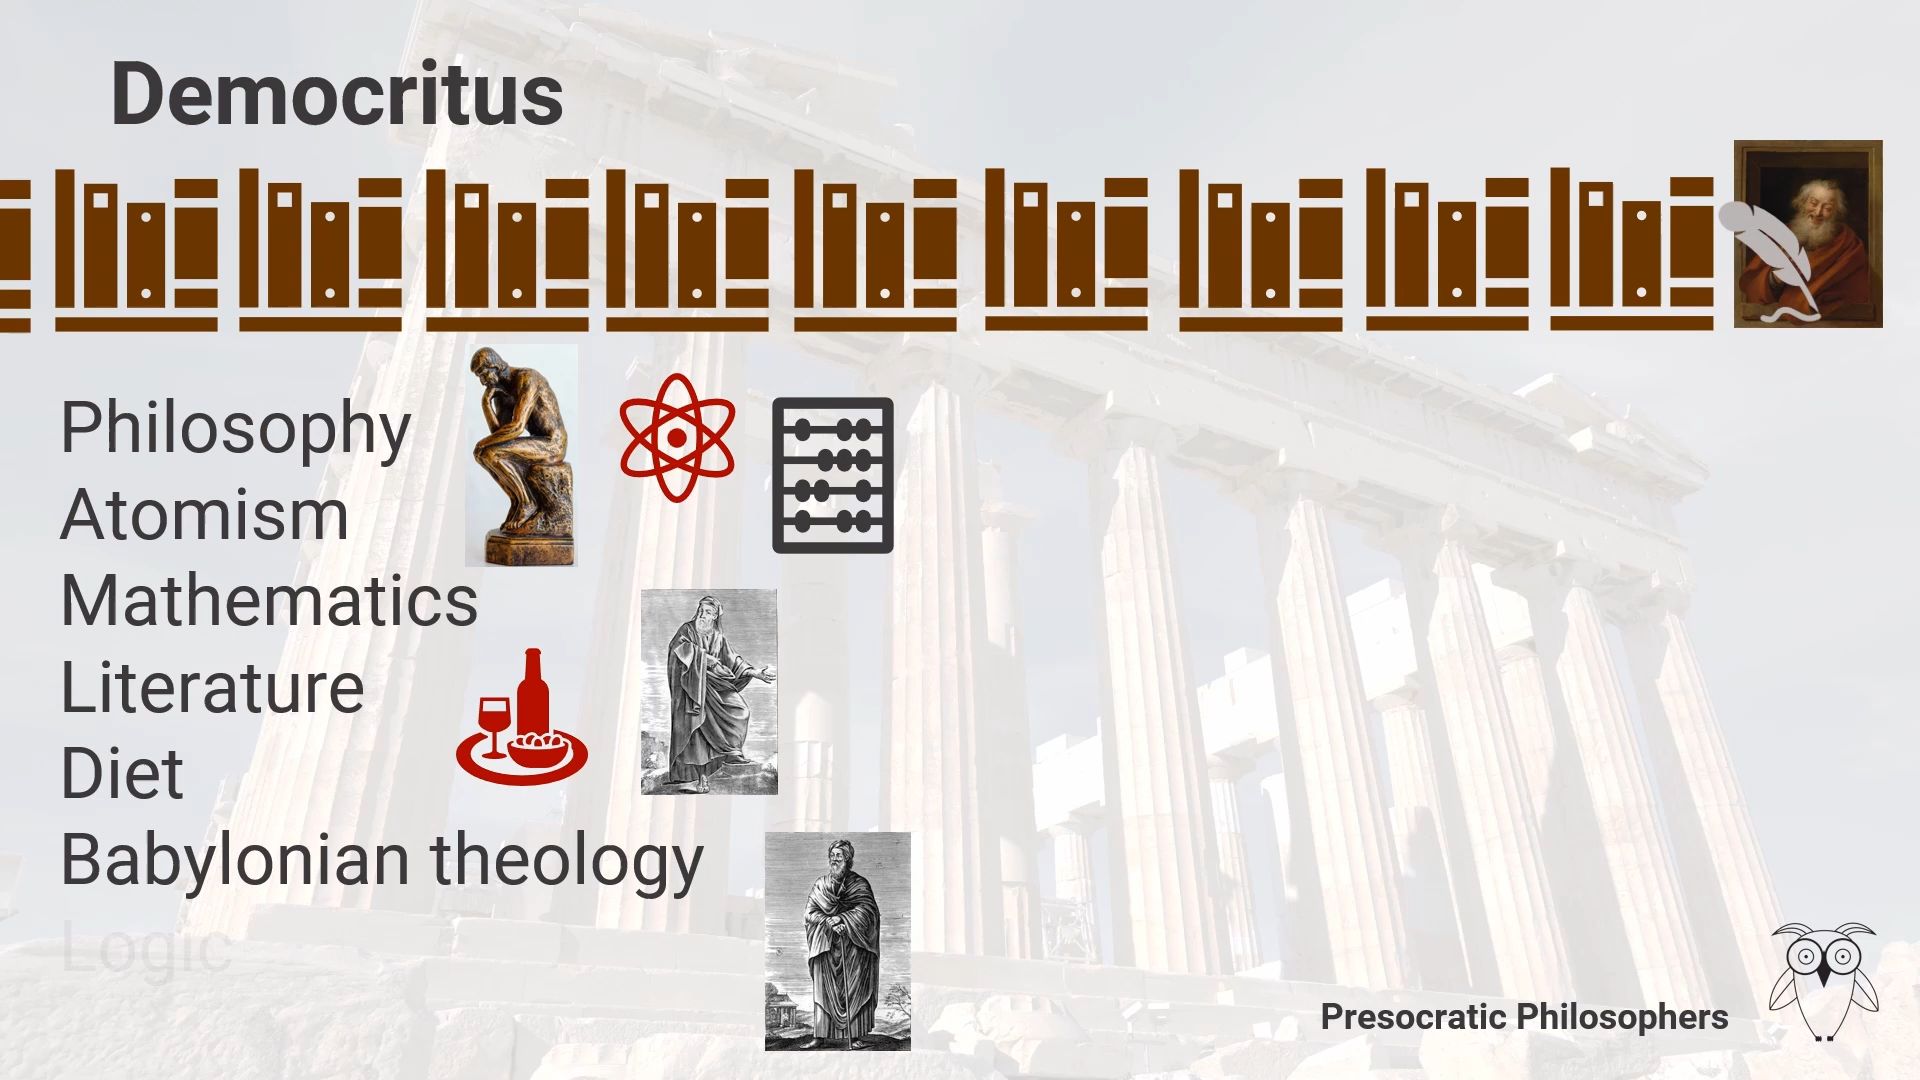 Democritus
Philosophy
Atomism
Mathematics
Literature
Diet
Babylonian theology
Logic
Presocratic Philosophers